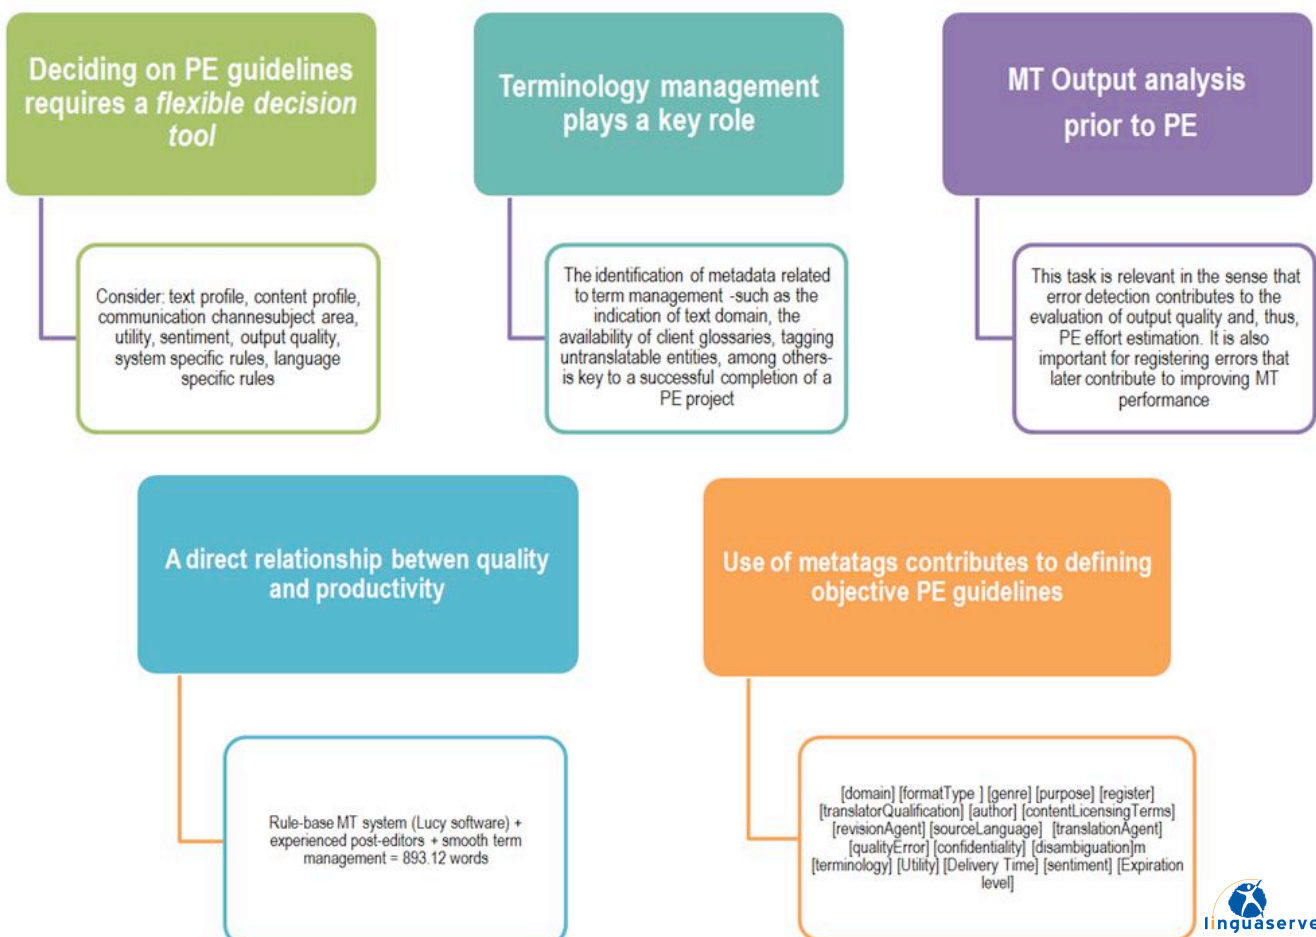 Deciding on PE guidelines
requires a flexible decision
tool
Consider: text profile, content profile,
communication channesubject area,
utility, sentiment, output quality,
system specific rules, language
specific rules
Terminology management
plays a key role
The identification of metadata related
to term management -such as the
indication of text domain, the
availability of client glossaries, tagging
untranslatable entities, among others-
is key to a successful completion of a
PE project
MT Output analysis
prior to PE
This task is relevant in the sense that
error detection contributes to the
evaluation of output quality and, thus,
PE effort estimation. It is also
important for registering errors that
later contribute to improving MT
performance
A direct relationship betwen quality
and productivity
Rule-base MT system (Lucy software) +
experienced post-editors + smooth term
management = 893.12 words
Use of metatags contributes to defining
objective PE guidelines
[domain] [formatType ] [genre] [purpose] [register]
[translatorQualification] [author] [contentLicensingTerms]
[revisionAgent] [sourceLanguage] [translationAgent]
[qualityError] [confidentiality] [disambiguation]m
[terminology] [Utility] [Delivery Time] [sentiment] [Expiration
level]
linguaserve